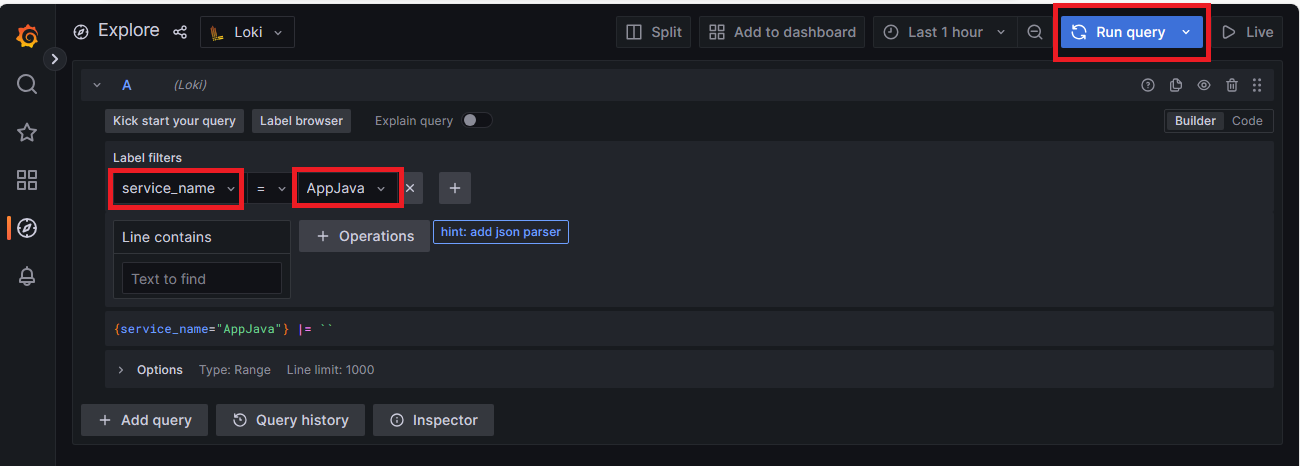 Explore Loki Split Add to dashboard Last 1 hour Run query Live
A (Loki)
Kick start your query Label browser Explain query Builder Code
Label filters
service_name = AppJava × +
Line contains + Operations hint: add json parser
Text to find
{service_name="AppJava"} |= ``
Options Type: Range Line limit: 1000
+ Add query Query history Inspector